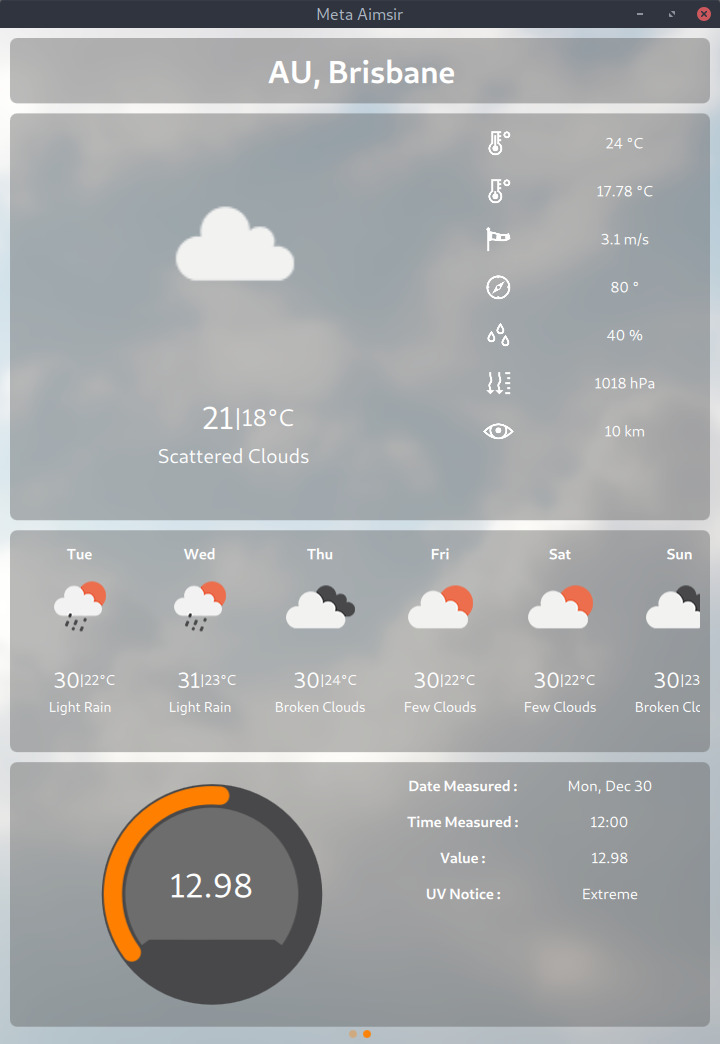 Meta Aimsir
AU, Brisbane
24 °C
17.78 °C
3.1 m/s
80 °
40 %
1018 hPa
10 km
21|18°C
Scattered Clouds
Tue Wed Thu Fri Sat Sun
30|22°C 31|23°C 30|24°C 30|22°C 30|22°C 30|23
Light Rain Light Rain Broken Clouds Few Clouds Few Clouds Broken Clo
12.98
Date Measured : Mon, Dec 30
Time Measured : 12:00
Value : 12.98
UV Notice : Extreme